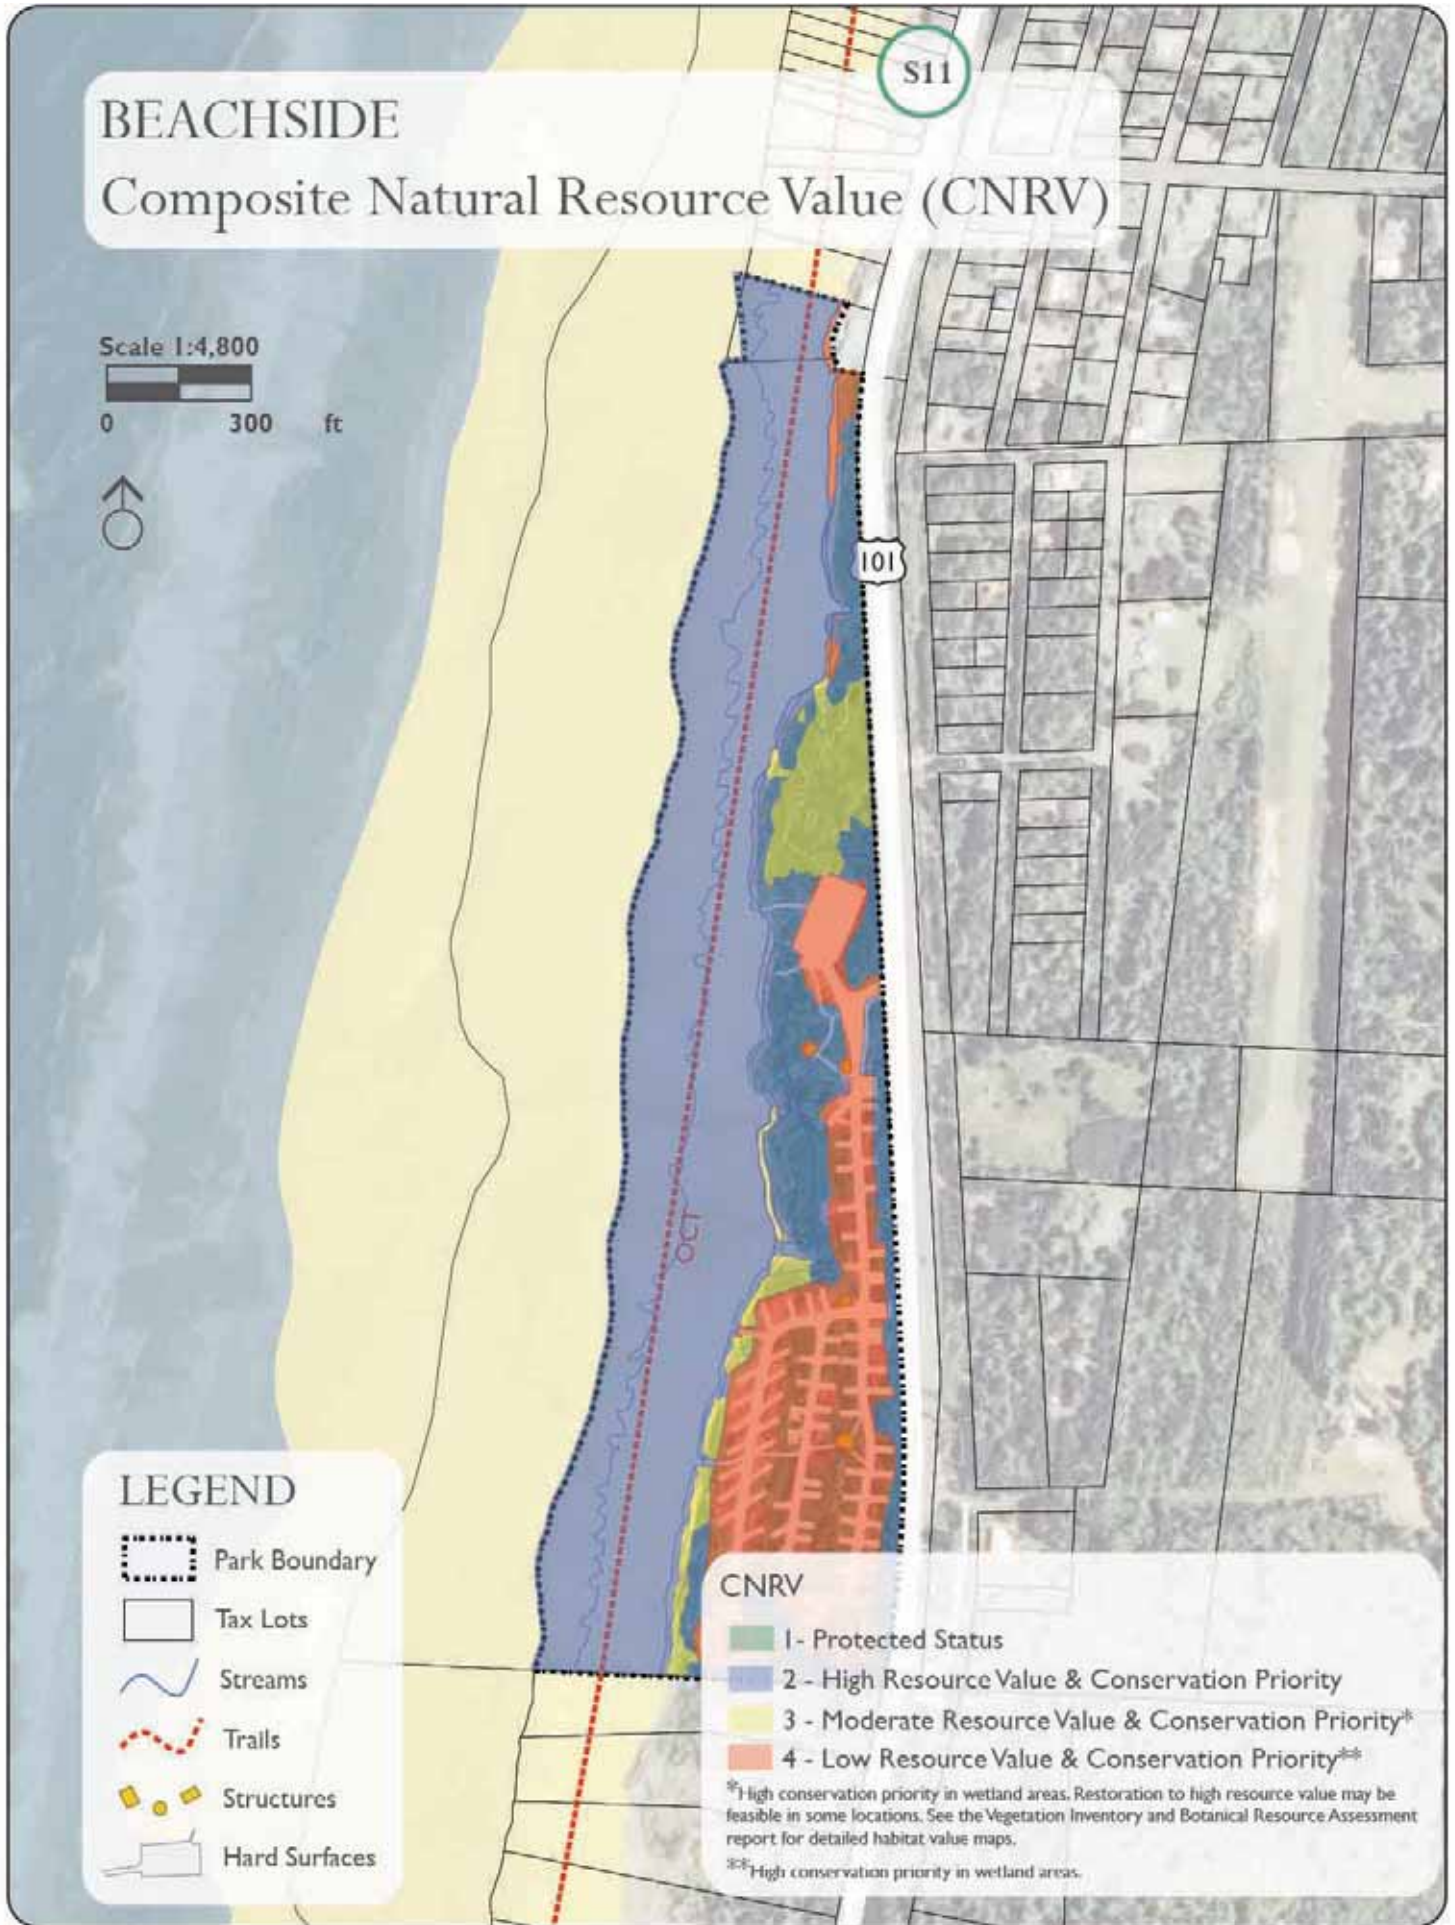 S11
BEACHSIDE
Composite Natural Resource Value (CNRV)
Scale 1:4,800
0 300 ft
101
OCT
LEGEND
Park Boundary
Tax Lots
Streams
Trails
Structures
Hard Surfaces
CNRV
1- Protected Status
2 - High Resource Value & Conservation Priority
3 - Moderate Resource Value & Conservation Priority*
4 - Low Resource Value & Conservation Priority**
*High conservation priority in wetland areas. Restoration to high resource value may be
feasible in some locations. See the Vegetation Inventory and Botanical Resource Assessment
report for detailed habitat value maps.
**High conservation priority in wetland areas.